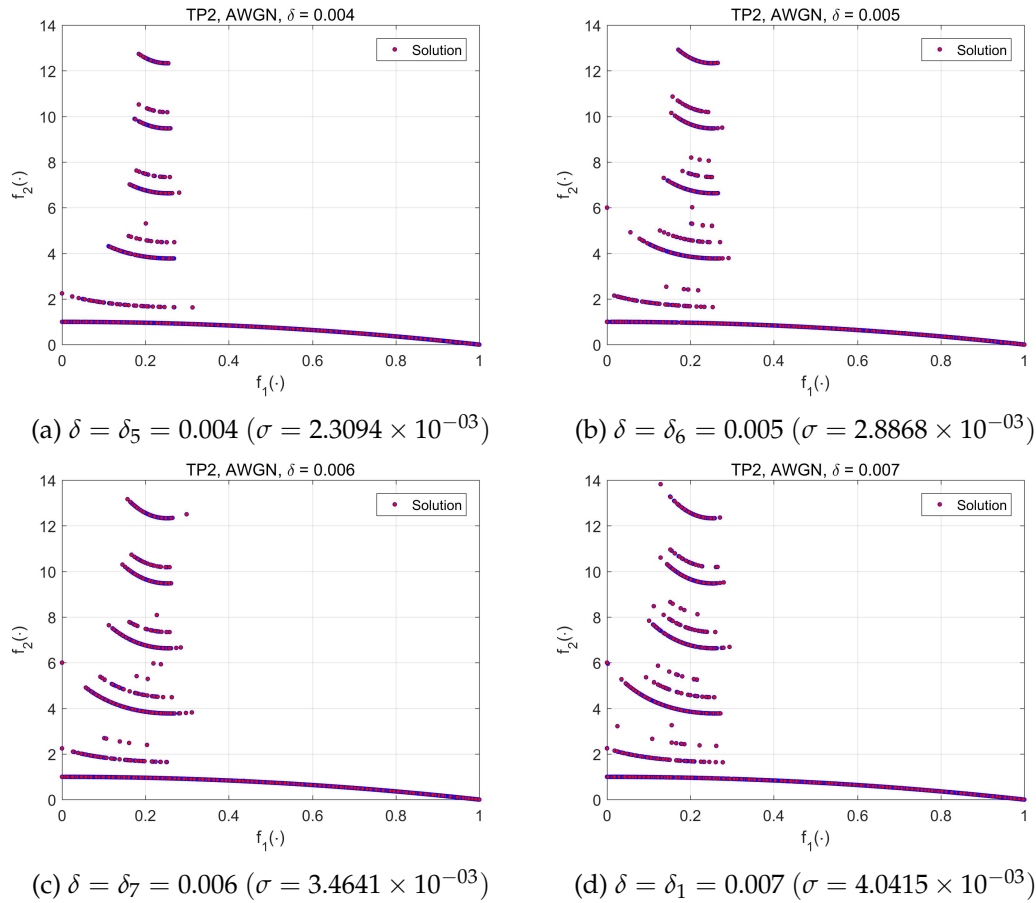 TP2, AWGN, δ = 0.004
14
12
10
8
6
4
2
0
f₂(·)
Solution
0 0.2 0.4 0.6 0.8 1
f₁(·)
(a) δ = δ₅ = 0.004 (σ = 2.3094 × 10⁻⁰³)
TP2, AWGN, δ = 0.005
14
12
10
8
6
4
2
0
f₂(·)
Solution
0 0.2 0.4 0.6 0.8 1
f₁(·)
(b) δ = δ₆ = 0.005 (σ = 2.8868 × 10⁻⁰³)
TP2, AWGN, δ = 0.006
14
12
10
8
6
4
2
0
f₂(·)
Solution
0 0.2 0.4 0.6 0.8 1
f₁(·)
(c) δ = δ₇ = 0.006 (σ = 3.4641 × 10⁻⁰³)
TP2, AWGN, δ = 0.007
14
12
10
8
6
4
2
0
f₂(·)
Solution
0 0.2 0.4 0.6 0.8 1
f₁(·)
(d) δ = δ₁ = 0.007 (σ = 4.0415 × 10⁻⁰³)